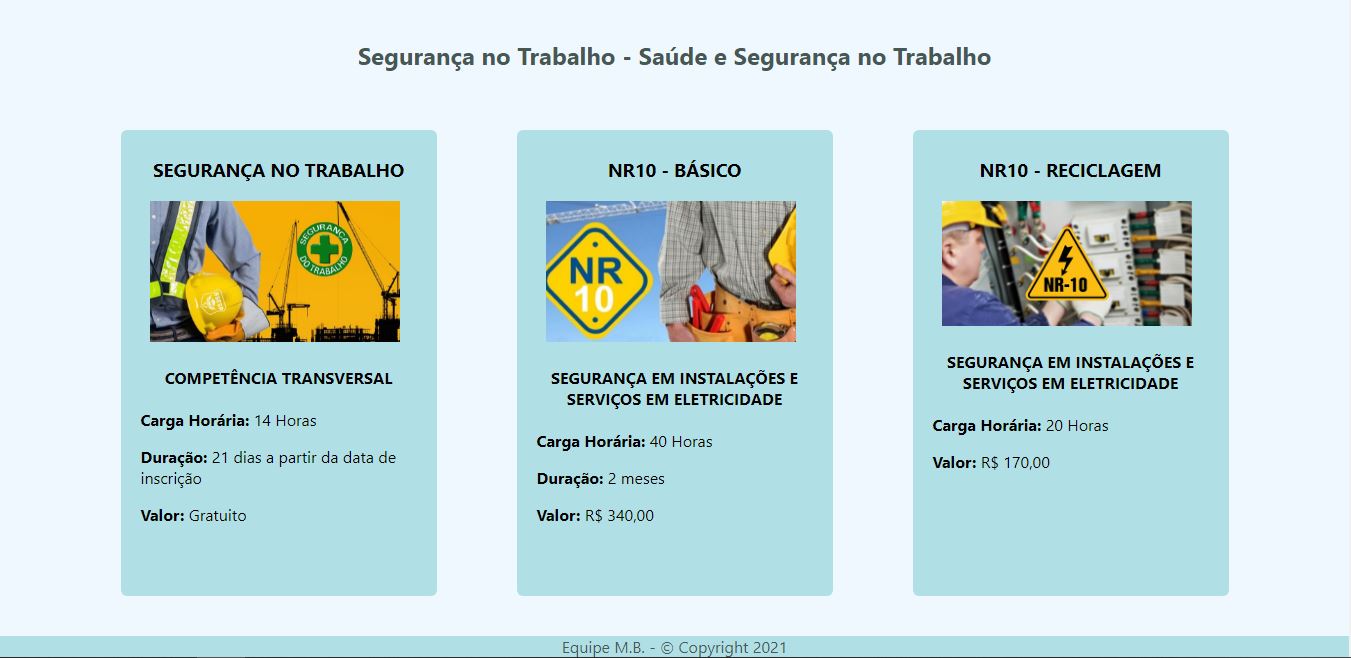 Segurança no Trabalho - Saúde e Segurança no Trabalho
SEGURANÇA NO TRABALHO
SEGURANÇA
DO TRABALHO
COMPETÊNCIA TRANSVERSAL
Carga Horária: 14 Horas
Duração: 21 dias a partir da data de
inscrição
Valor: Gratuito
NR10 - BÁSICO
NR
10
SEGURANÇA EM INSTALAÇÕES E
SERVIÇOS EM ELETRICIDADE
Carga Horária: 40 Horas
Duração: 2 meses
Valor: R$ 340,00
NR10 - RECICLAGEM
NR-10
SEGURANÇA EM INSTALAÇÕES E
SERVIÇOS EM ELETRICIDADE
Carga Horária: 20 Horas
Valor: R$ 170,00
Equipe M.B. - © Copyright 2021